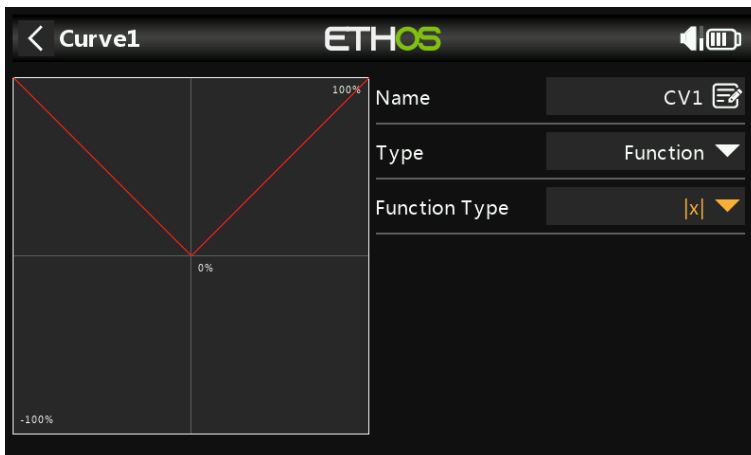 Curve1
ETHOS
100%
0%
-100%
Name
CV1
Type
Function
Function Type
|x|